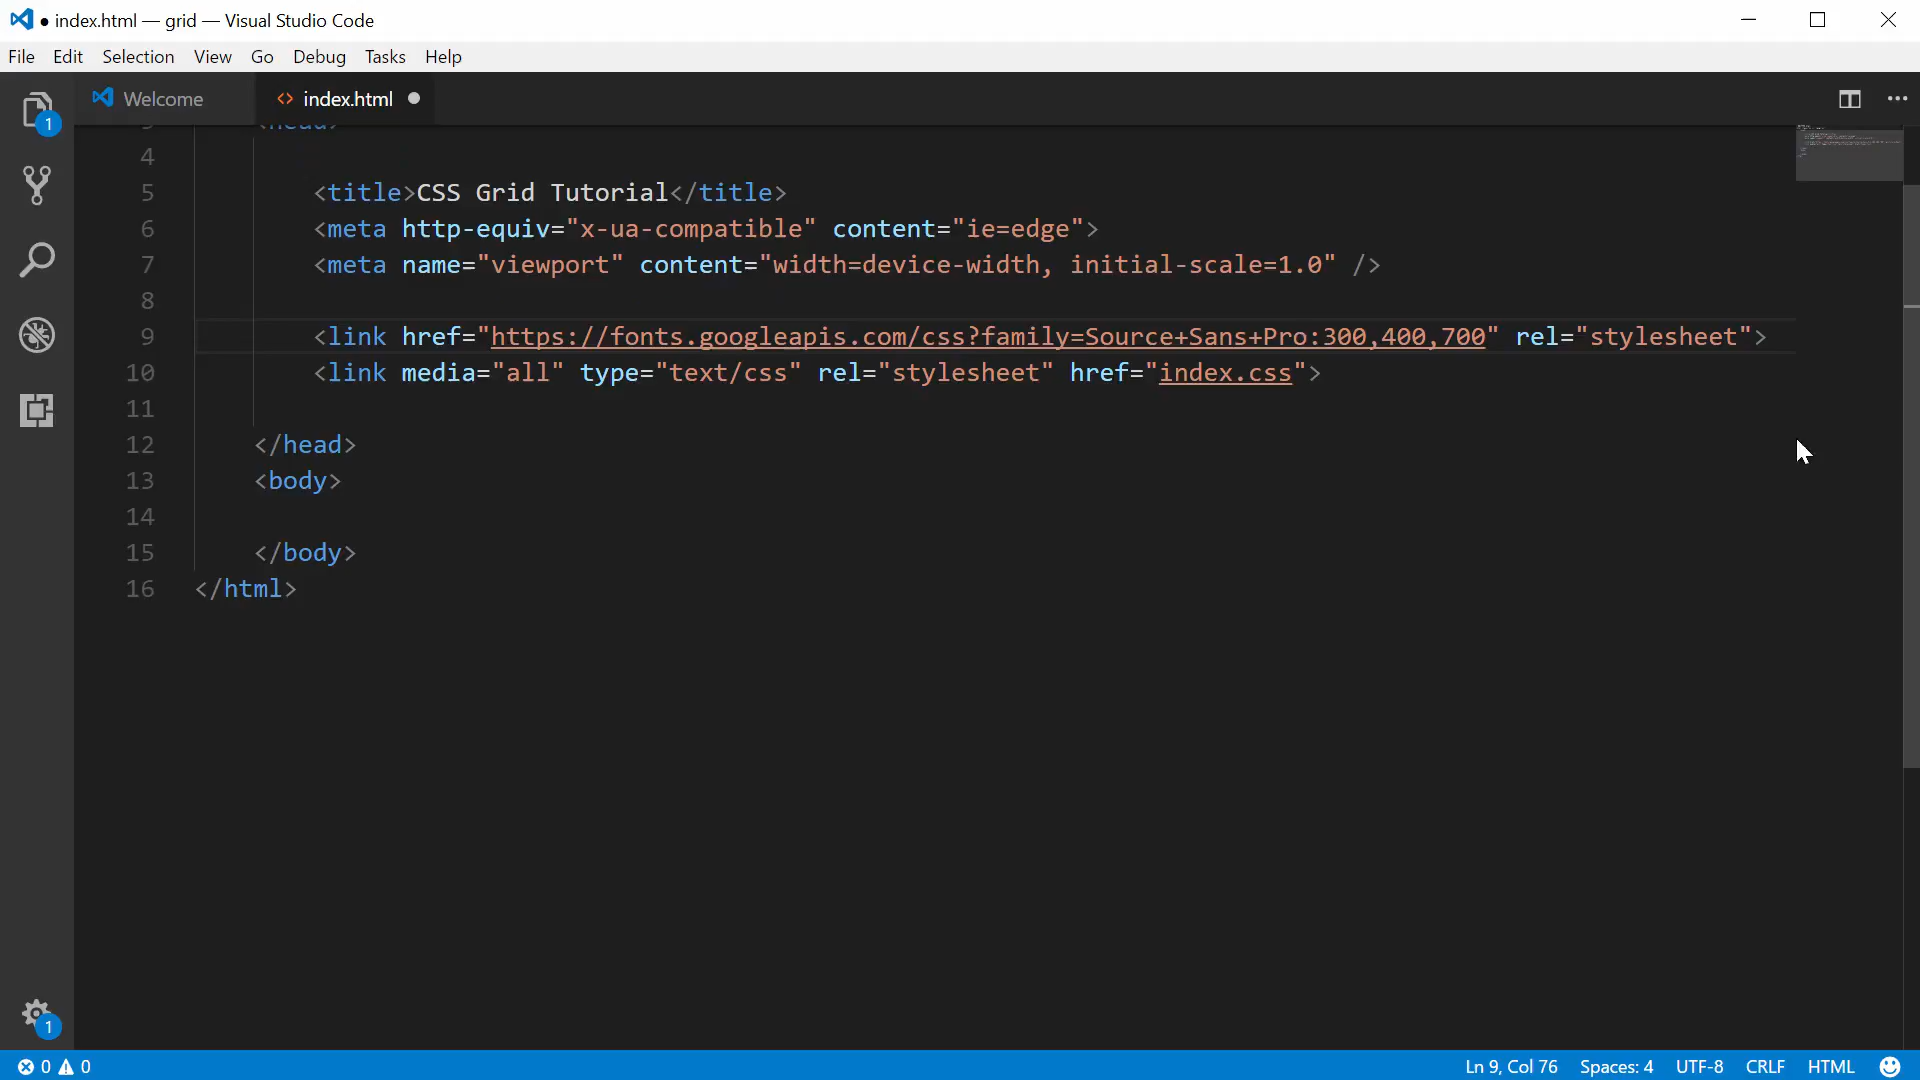 ● index.html — grid — Visual Studio Code
File Edit Selection View Go Debug Tasks Help
Welcome <> index.html ●
3 <head>
4
5 <title>CSS Grid Tutorial</title>
6 <meta http-equiv="x-ua-compatible" content="ie=edge">
7 <meta name="viewport" content="width=device-width, initial-scale=1.0" />
8
9 <link href="https://fonts.googleapis.com/css?family=Source+Sans+Pro:300,400,700" rel="stylesheet">
10 <link media="all" type="text/css" rel="stylesheet" href="index.css">
11
12 </head>
13 <body>
14
15 </body>
16 </html>
1
1
0 0 Ln 9, Col 76 Spaces: 4 UTF-8 CRLF HTML